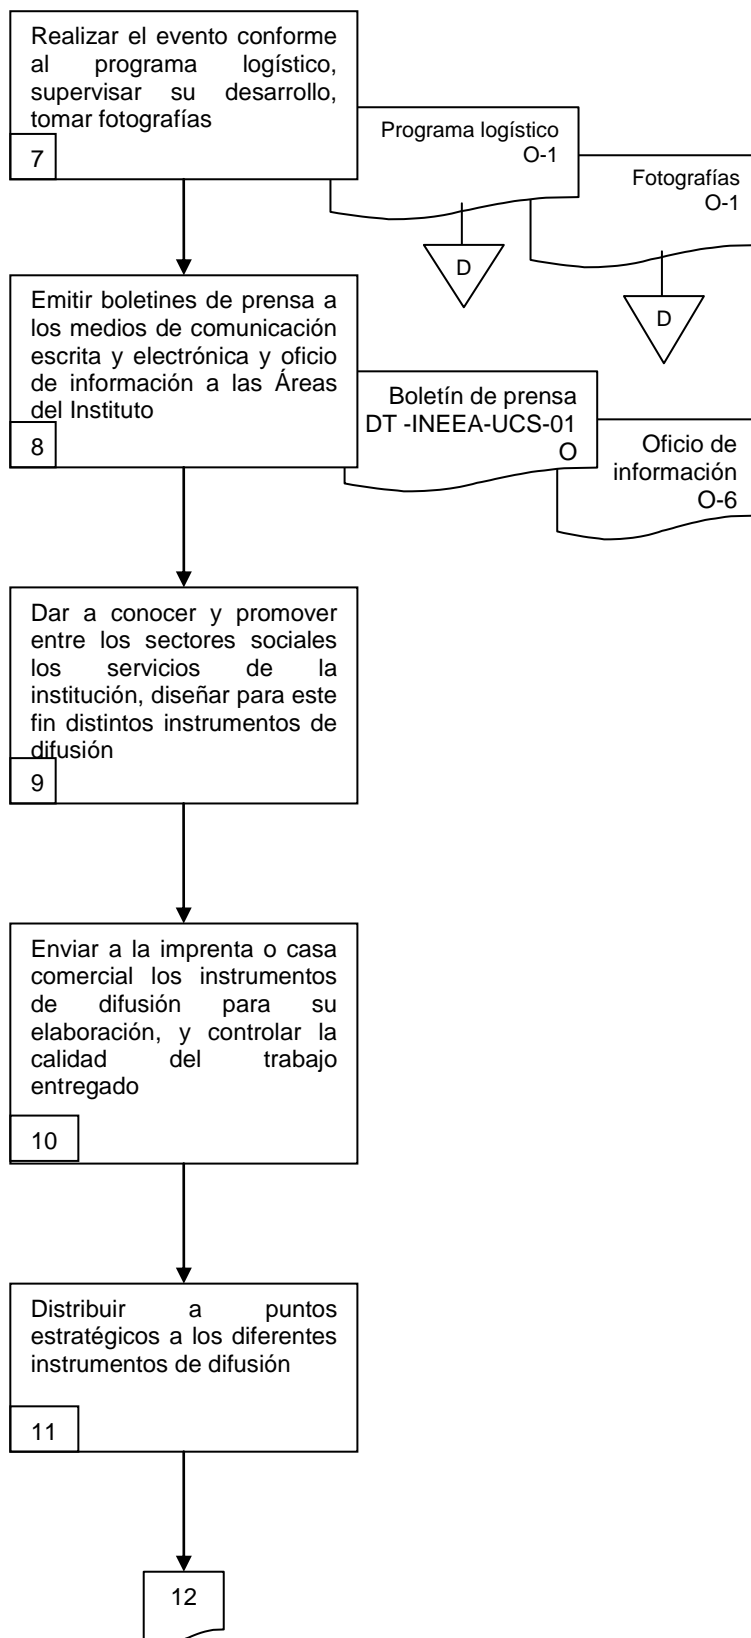 Realizar el evento conforme
al programa logístico,
supervisar su desarrollo,
tomar fotografías
7
Programa logístico
O-1
D
Fotografías
O-1
D
Emitir boletines de prensa a
los medios de comunicación
escrita y electrónica y oficio
de información a las Áreas
del Instituto
8
Boletín de prensa
DT -INEEA-UCS-01
O
Oficio de
información
O-6
Dar a conocer y promover
entre los sectores sociales
los servicios de la
institución, diseñar para este
fin distintos instrumentos de
difusión
9
Enviar a la imprenta o casa
comercial los instrumentos
de difusión para su
elaboración, y controlar la
calidad del trabajo
entregado
10
Distribuir a puntos
estratégicos a los diferentes
instrumentos de difusión
11
12